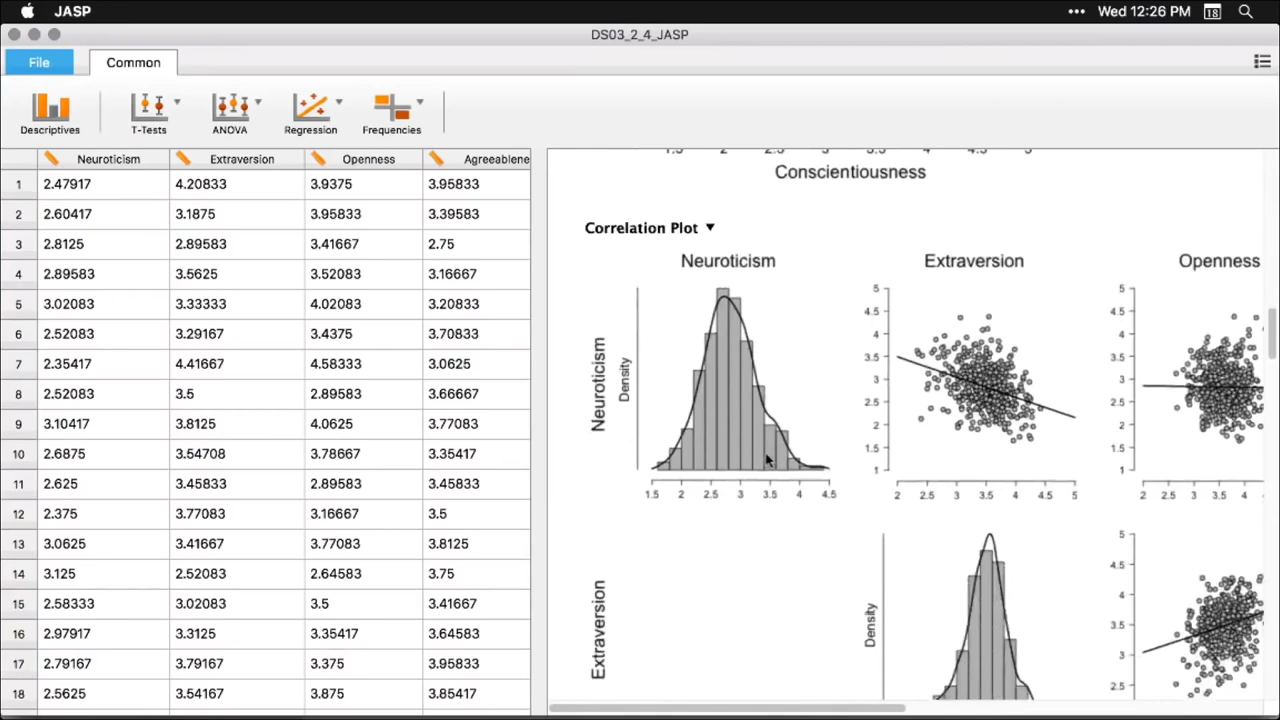 JASP
••• Wed 12:26 PM 18
DS03_2_4_JASP
File Common
Descriptives T-Tests ANOVA Regression Frequencies
Neuroticism Extraversion Openness Agreeablene
1 2.47917 4.20833 3.9375 3.95833
2 2.60417 3.1875 3.95833 3.39583
3 2.8125 2.89583 3.41667 2.75
4 2.89583 3.5625 3.52083 3.16667
5 3.02083 3.33333 4.02083 3.20833
6 2.52083 3.29167 3.4375 3.70833
7 2.35417 4.41667 4.58333 3.0625
8 2.52083 3.5 2.89583 3.66667
9 3.10417 3.8125 4.0625 3.77083
10 2.6875 3.54708 3.78667 3.35417
11 2.625 3.45833 2.89583 3.45833
12 2.375 3.77083 3.16667 3.5
13 3.0625 3.41667 3.77083 3.8125
14 3.125 2.52083 2.64583 3.75
15 2.58333 3.02083 3.5 3.41667
16 2.97917 3.3125 3.35417 3.64583
17 2.79167 3.79167 3.375 3.95833
18 2.5625 3.54167 3.875 3.85417
1.5 2 2.5 3 3.5 4 4.5 5
Conscientiousness
Correlation Plot ▼
Neuroticism Extraversion Openness
Neuroticism
Density
1.5 2 2.5 3 3.5 4 4.5
5
4.5
4
3.5
3
2.5
2
1.5
1
2 2.5 3 3.5 4 4.5 5
5
4.5
4
3.5
3
2.5
2
1.5
1
2 2.5 3 3.5 4
Extraversion
Density
5
4.5
4
3.5
3
2.5